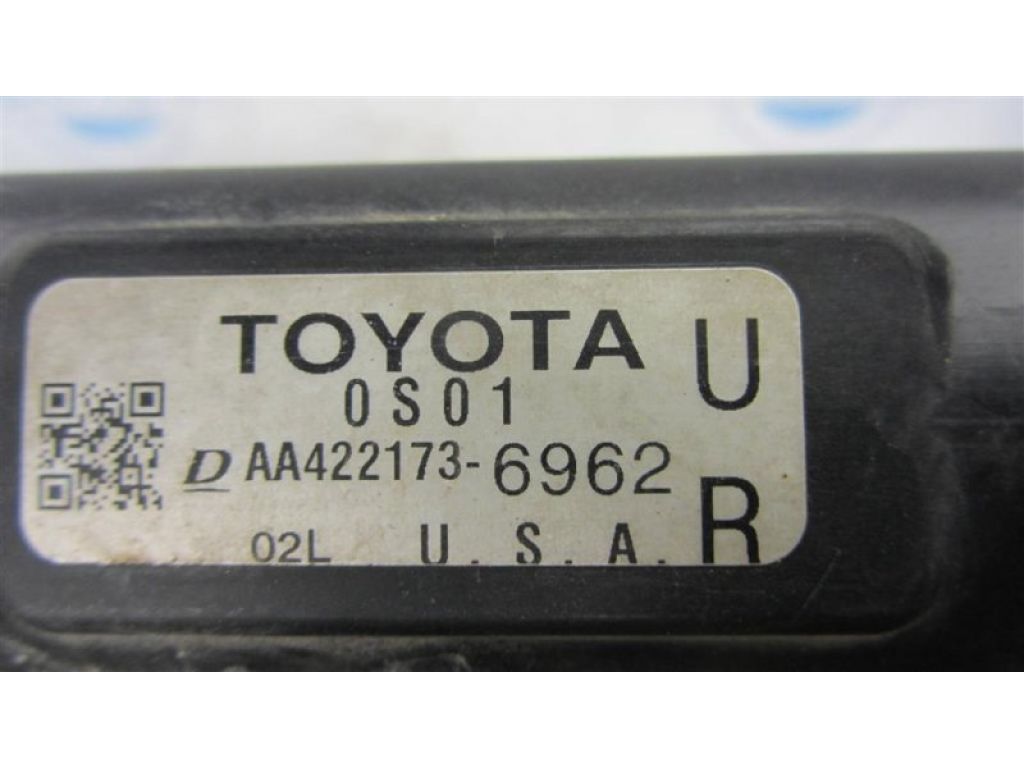 TOYOTA
0S01
U
D AA422173-6962
02L U.S.A.
R